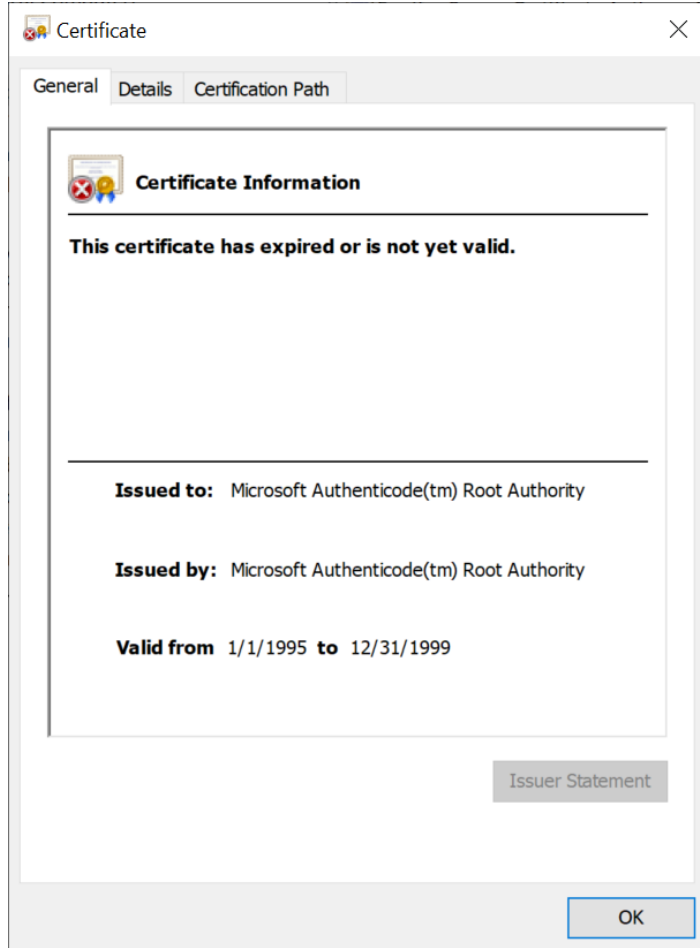 Certificate
General Details Certification Path
Certificate Information
This certificate has expired or is not yet valid.
Issued to: Microsoft Authenticode(tm) Root Authority
Issued by: Microsoft Authenticode(tm) Root Authority
Valid from 1/1/1995 to 12/31/1999
Issuer Statement
OK